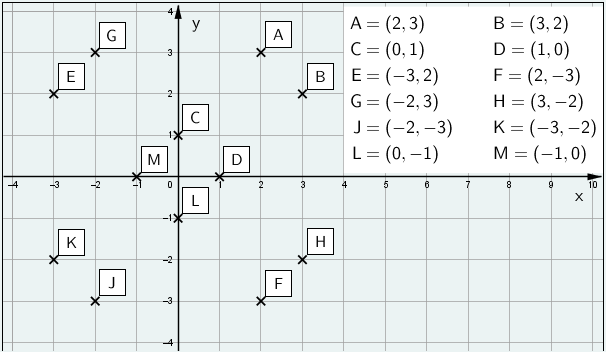 4
y
G
A
A = (2, 3) B = (3, 2)
3
C = (0, 1) D = (1, 0)
E
B
E = (−3, 2) F = (2, −3)
2
G = (−2, 3) H = (3, −2)
C
J = (−2, −3) K = (−3, −2)
1
M
D
L = (0, −1) M = (−1, 0)
−4 −3 −2 −1 0 1 2 3 4 5 6 7 8 9 10
L
x
−1
K
H
−2
J
F
−3
−4